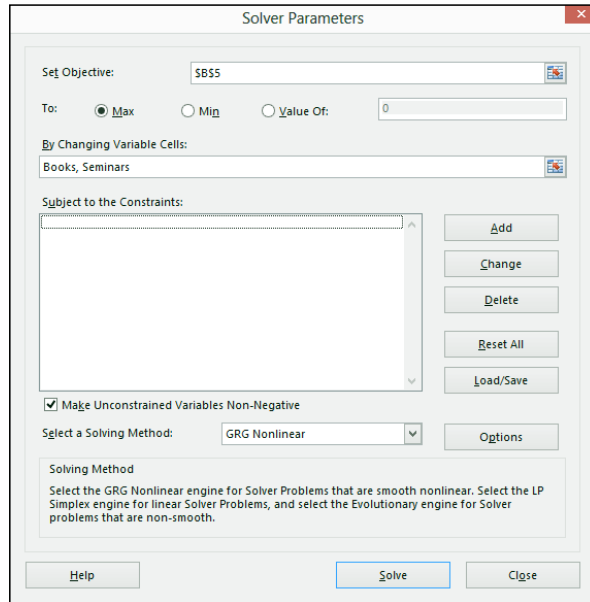 Solver Parameters
Set Objective: $B$5
To: Max Min Value Of: 0
By Changing Variable Cells:
Books, Seminars
Subject to the Constraints:
Add
Change
Delete
Reset All
Load/Save
Make Unconstrained Variables Non-Negative
Select a Solving Method: GRG Nonlinear Options
Solving Method
Select the GRG Nonlinear engine for Solver Problems that are smooth nonlinear. Select the LP
Simplex engine for linear Solver Problems, and select the Evolutionary engine for Solver
problems that are non-smooth.
Help Solve Close